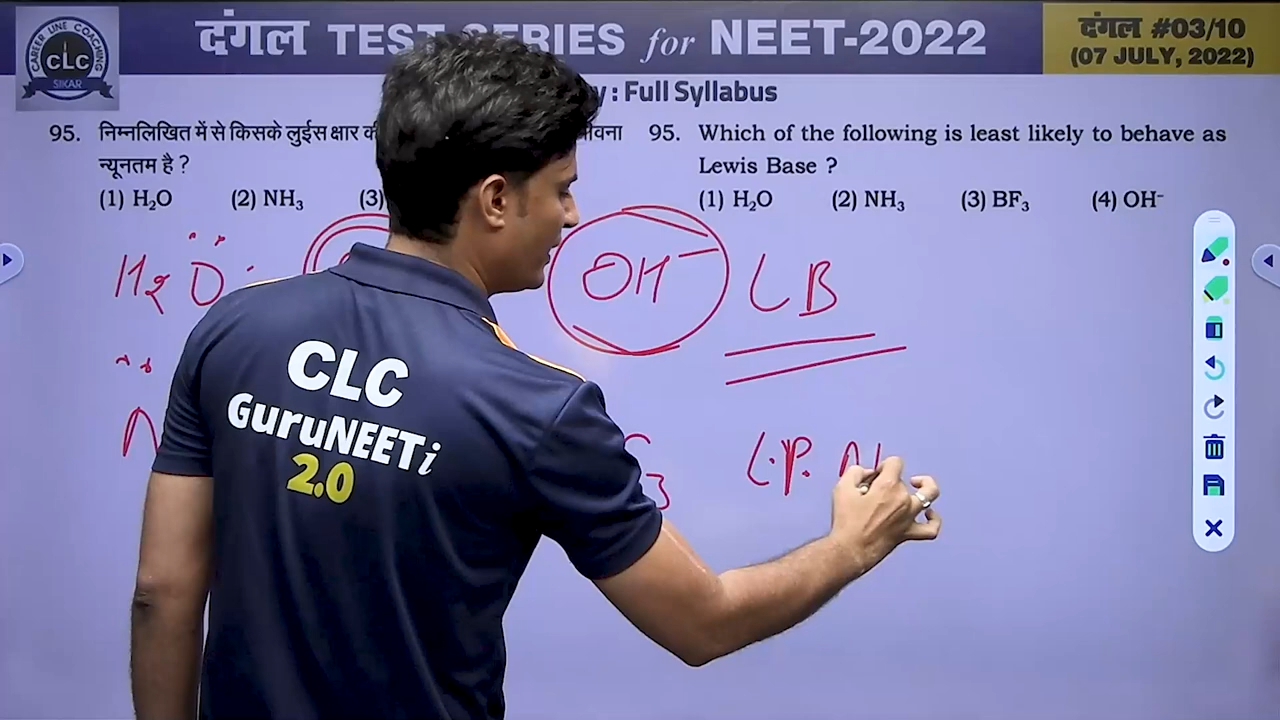 CAREER LINE COACHING
CLC
SIKAR
दंगल TEST SERIES for NEET-2022
दंगल #03/10
(07 JULY, 2022)
: Full Syllabus
95. निम्नलिखित में से किसके लुईस क्षार
न्यूनतम है ?
(1) H₂O (2) NH₃ (3)
95. Which of the following is least likely to behave as
Lewis Base ?
(1) H₂O (2) NH₃ (3) BF₃ (4) OH⁻
H₂O
OH⁻ LB
N
3 L.P. N
CLC
GuruNEETi
2.0